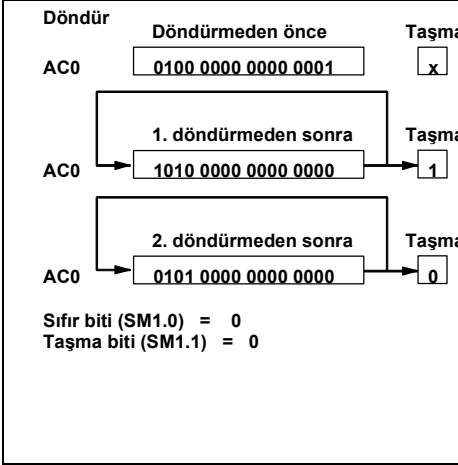 Döndür
Döndürmeden önce Taşma
AC0 0100 0000 0000 0001 x
1. döndürmeden sonra Taşma
AC0 1010 0000 0000 0000 1
2. döndürmeden sonra Taşma
AC0 0101 0000 0000 0000 0
Sıfır biti (SM1.0) = 0
Taşma biti (SM1.1) = 0